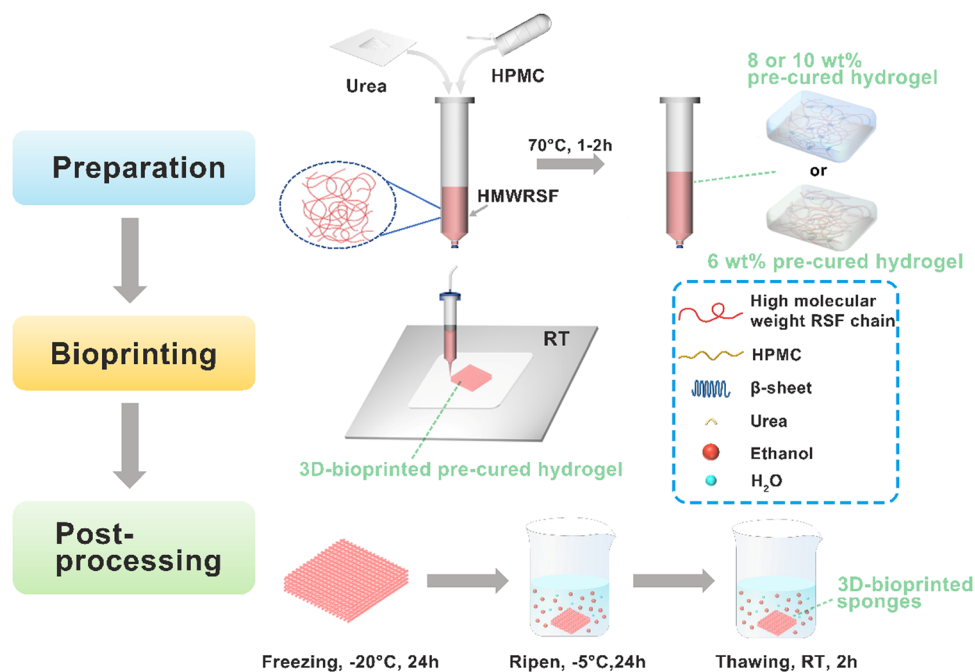 Preparation
Urea
HPMC
HMWRSF
70°C, 1-2h
8 or 10 wt%
pre-cured hydrogel
or
6 wt% pre-cured hydrogel
Bioprinting
RT
3D-bioprinted pre-cured hydrogel
High molecular
weight RSF chain
HPMC
β-sheet
Urea
Ethanol
H₂O
Post-
processing
Freezing, -20°C, 24h
Ripen, -5°C,24h
Thawing, RT, 2h
3D-bioprinted
sponges